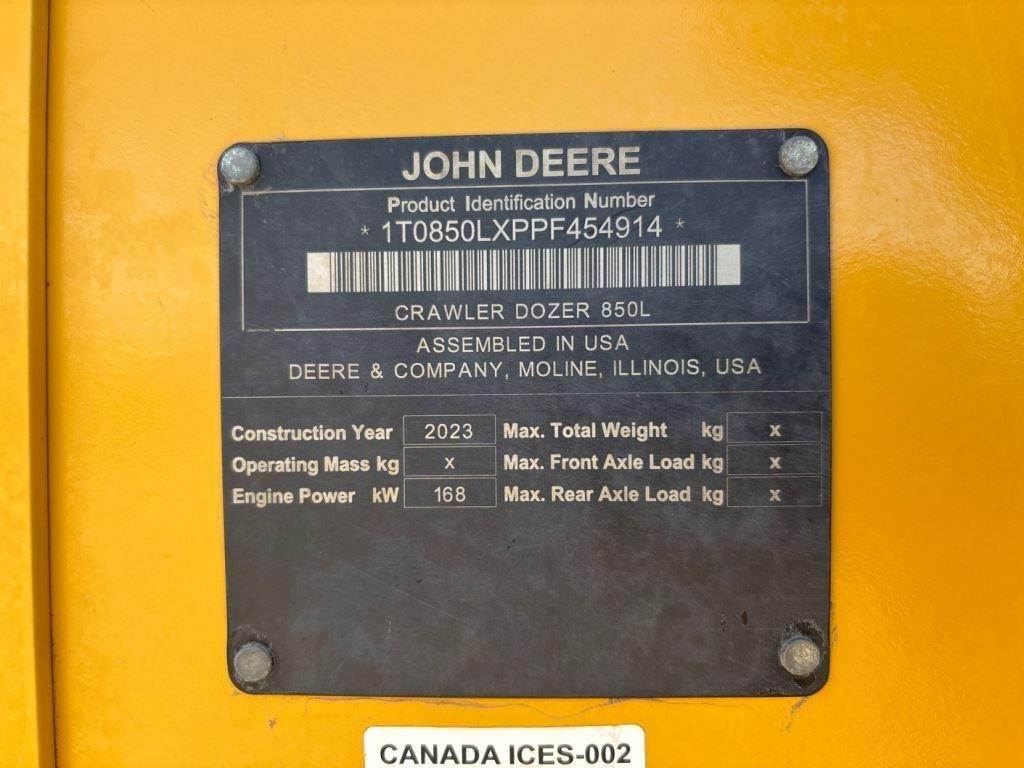 JOHN DEERE
Product Identification Number
* 1T0850LXPPF454914 *
CRAWLER DOZER 850L
ASSEMBLED IN USA
DEERE & COMPANY, MOLINE, ILLINOIS, USA
Construction Year 2023 Max. Total Weight kg x
Operating Mass kg x Max. Front Axle Load kg x
Engine Power kW 168 Max. Rear Axle Load kg x
CANADA ICES-002